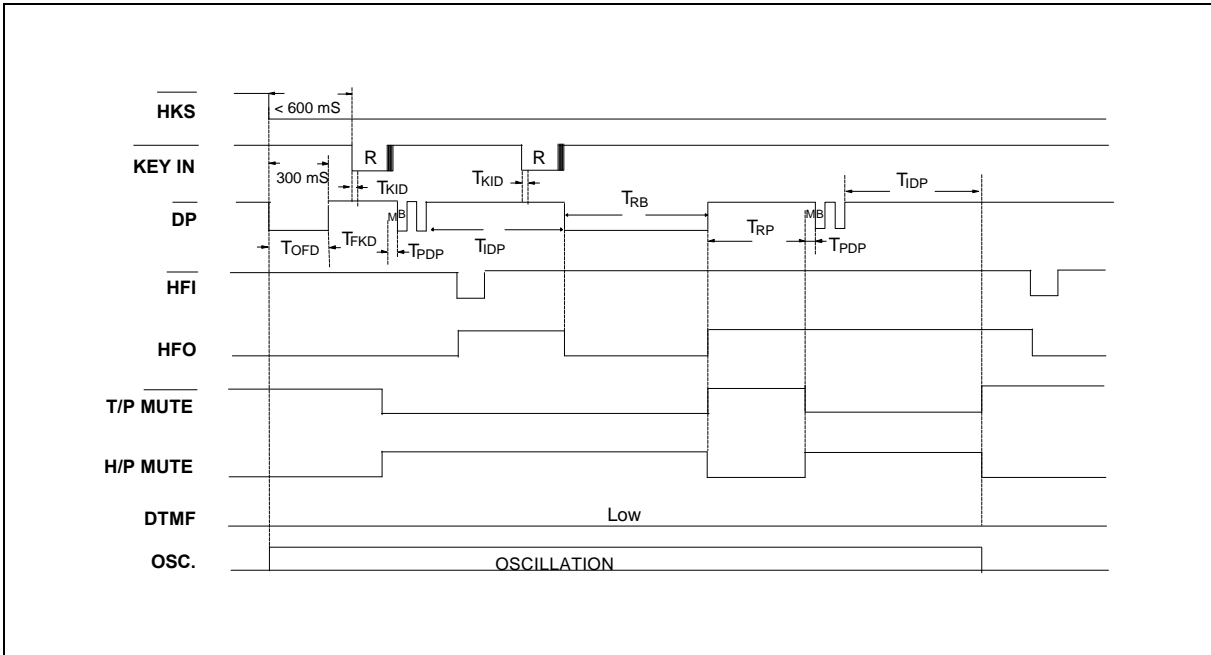 HKS
< 600 mS
KEY IN
R
R
300 mS
TKID
TKID
DP
MB
TRB
MB
TIDP
TOFD
TFKD
TPDP
TIDP
TRP
TPDP
HFI
HFO
T/P MUTE
H/P MUTE
DTMF
Low
OSC.
OSCILLATION